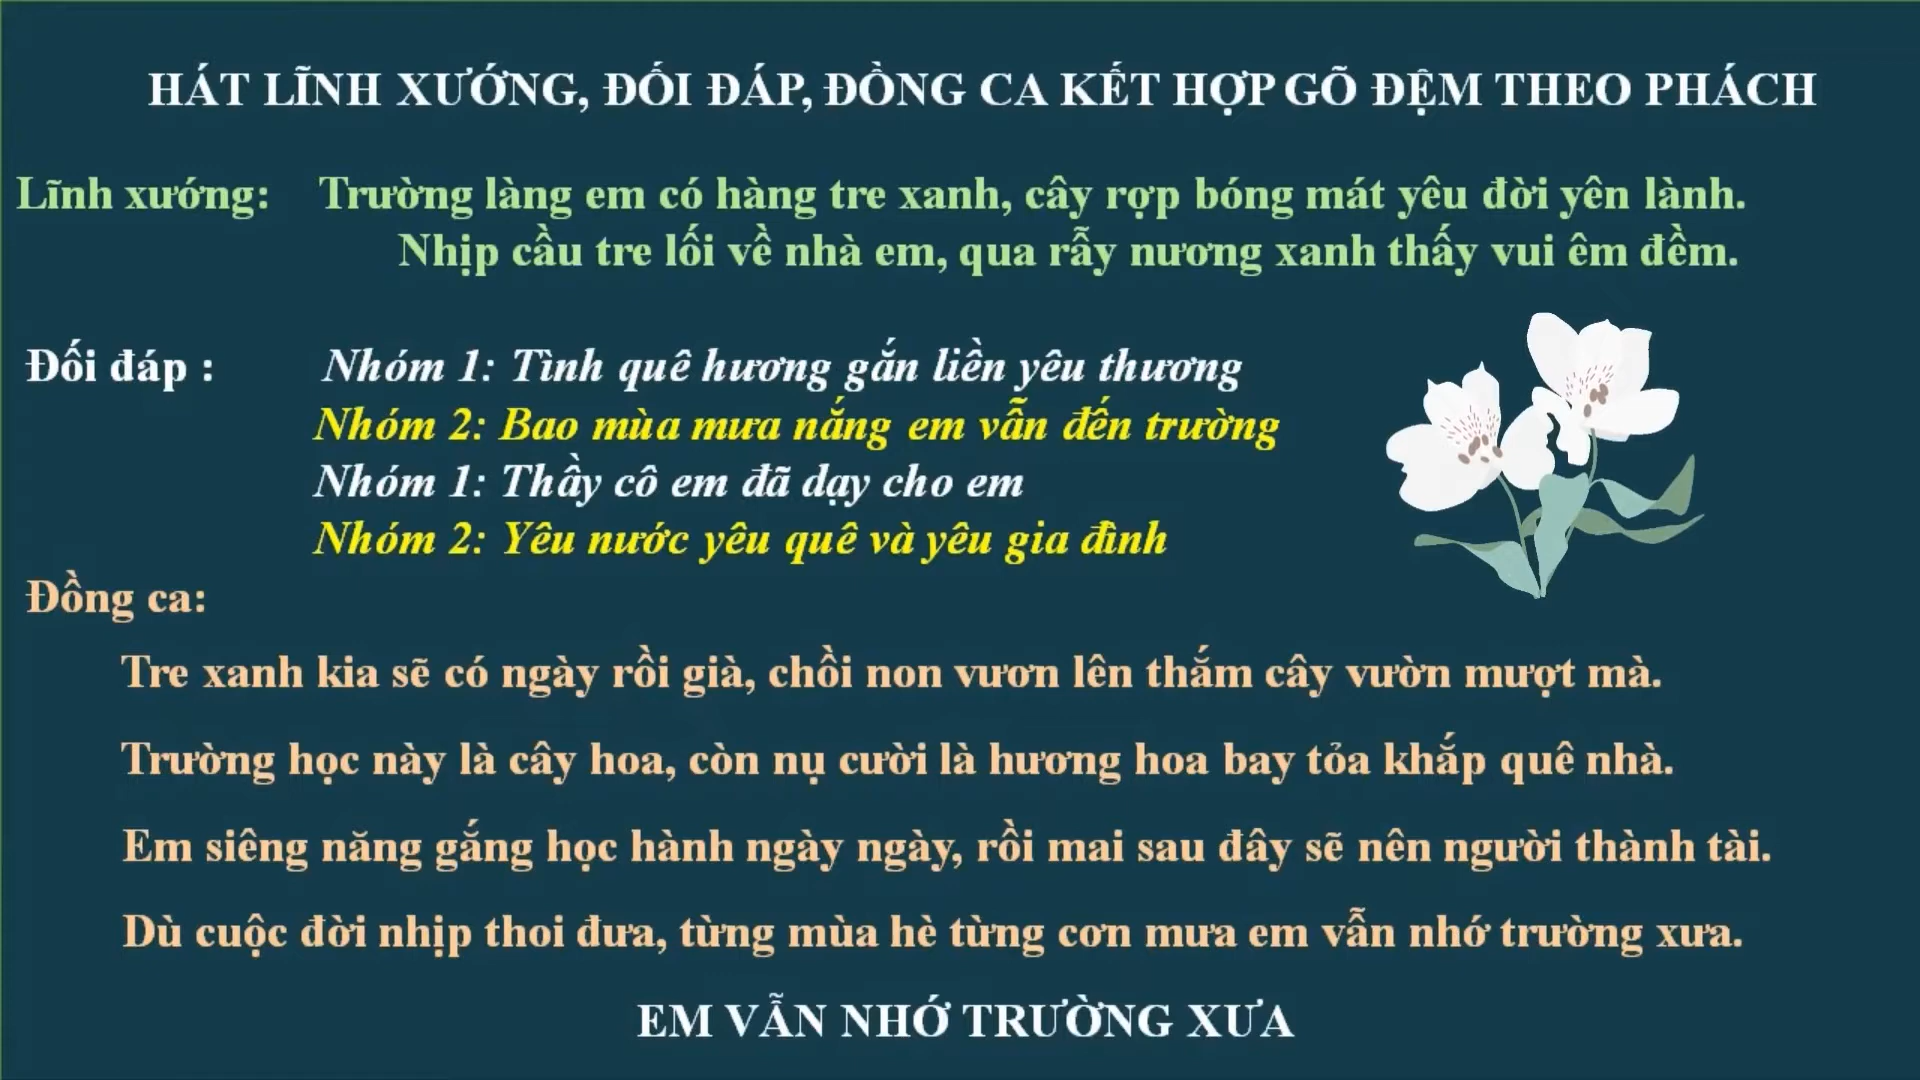 HÁT LĨNH XƯỚNG, ĐỐI ĐÁP, ĐỒNG CA KẾT HỢP GÕ ĐỆM THEO PHÁCH
Lĩnh xướng: Trường làng em có hàng tre xanh, cây rợp bóng mát yêu đời yên lành.
Nhịp cầu tre lối về nhà em, qua rẫy nương xanh thấy vui êm đềm.
Đối đáp : Nhóm 1: Tình quê hương gắn liền yêu thương
Nhóm 2: Bao mùa mưa nắng em vẫn đến trường
Nhóm 1: Thầy cô em đã dạy cho em
Nhóm 2: Yêu nước yêu quê và yêu gia đình
Đồng ca:
Tre xanh kia sẽ có ngày rồi già, chồi non vươn lên thắm cây vườn mượt mà.
Trường học này là cây hoa, còn nụ cười là hương hoa bay tỏa khắp quê nhà.
Em siêng năng gắng học hành ngày ngày, rồi mai sau đây sẽ nên người thành tài.
Dù cuộc đời nhịp thoi đưa, từng mùa hè từng cơn mưa em vẫn nhớ trường xưa.
EM VẪN NHỚ TRƯỜNG XƯA